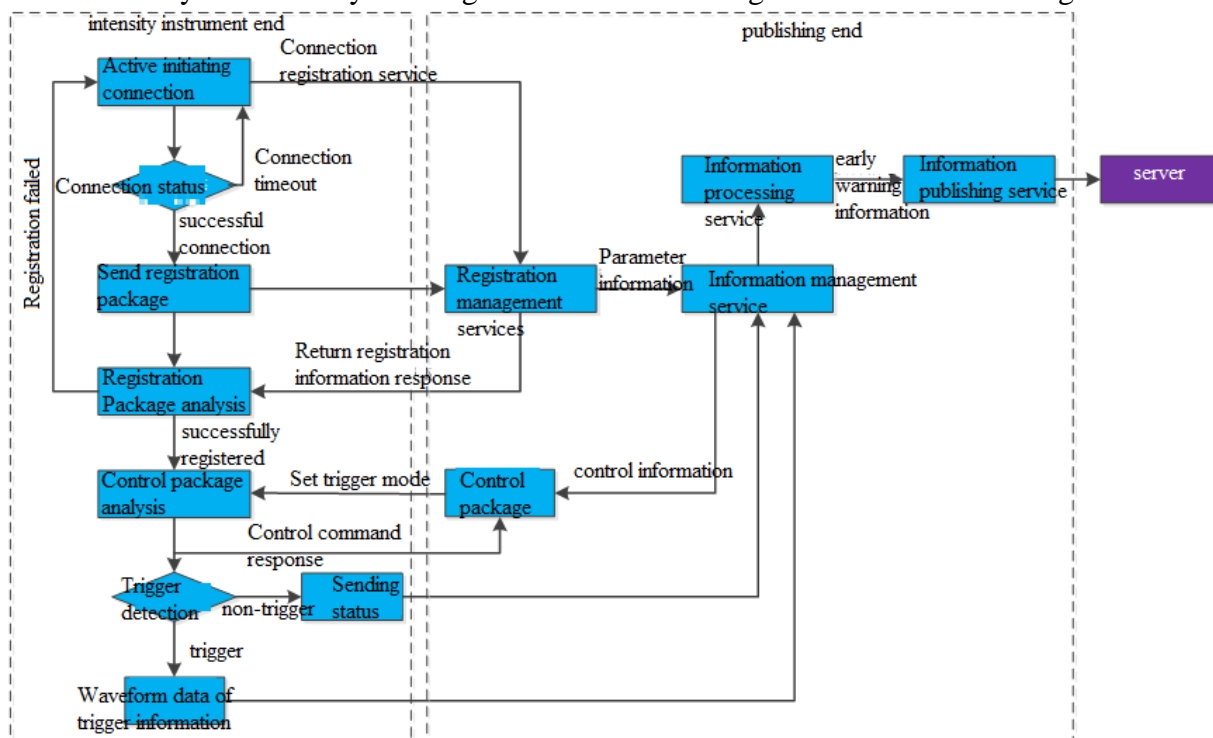 intensity instrument end
publishing end
Active initiating
connection
Connection
registration service
Registration failed
Connection status
Connection
timeout
successful
connection
Information
processing
service
early
warning
information
Information
publishing service
server
Send registration
package
Registration
management
services
Parameter
information
Information management
service
Return registration
information response
Registration
Package analysis
successfully
registered
Control package
analysis
Set trigger mode
Control
package
control information
Control command
response
Trigger
detection
non-trigger
Sending
status
trigger
Waveform data of
trigger information